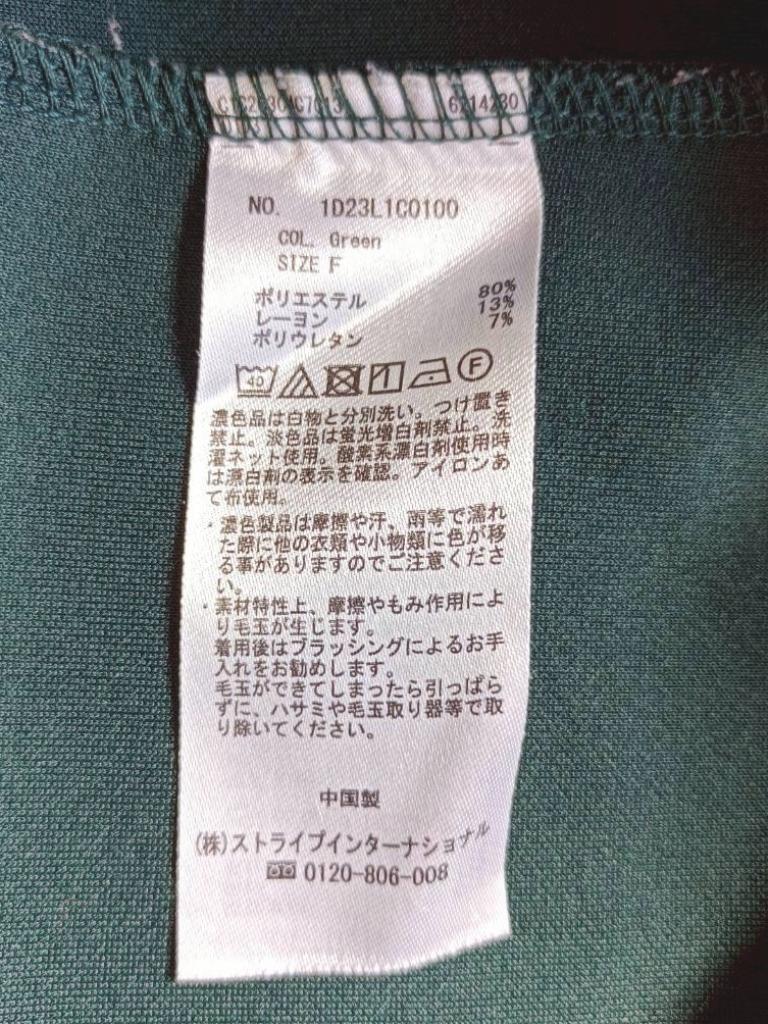 NO. 1D23L1C0100
COL. Green
SIZE F
ポリエステル 80%
レーヨン 13%
ポリウレタン 7%
40 F
濃色品は白物と分別洗い。つけ置き
禁止。淡色品は蛍光増白剤禁止。洗
濯ネット使用。酸素系漂白剤使用時
は漂白剤の表示を確認。アイロンあ
て布使用。
・濃色製品は摩擦や汗、雨等で濡れ
た際に他の衣類や小物類に色が移
る事がありますのでご注意くださ
い。
・素材特性上、摩擦やもみ作用によ
り毛玉が生じます。
着用後はブラッシングによるお手
入れをお勧めします。
毛玉ができてしまったら引っぱら
ずに、ハサミや毛玉取り器等で取
り除いてください。
中国製
(株)ストライプインターナショナル
0120-806-008